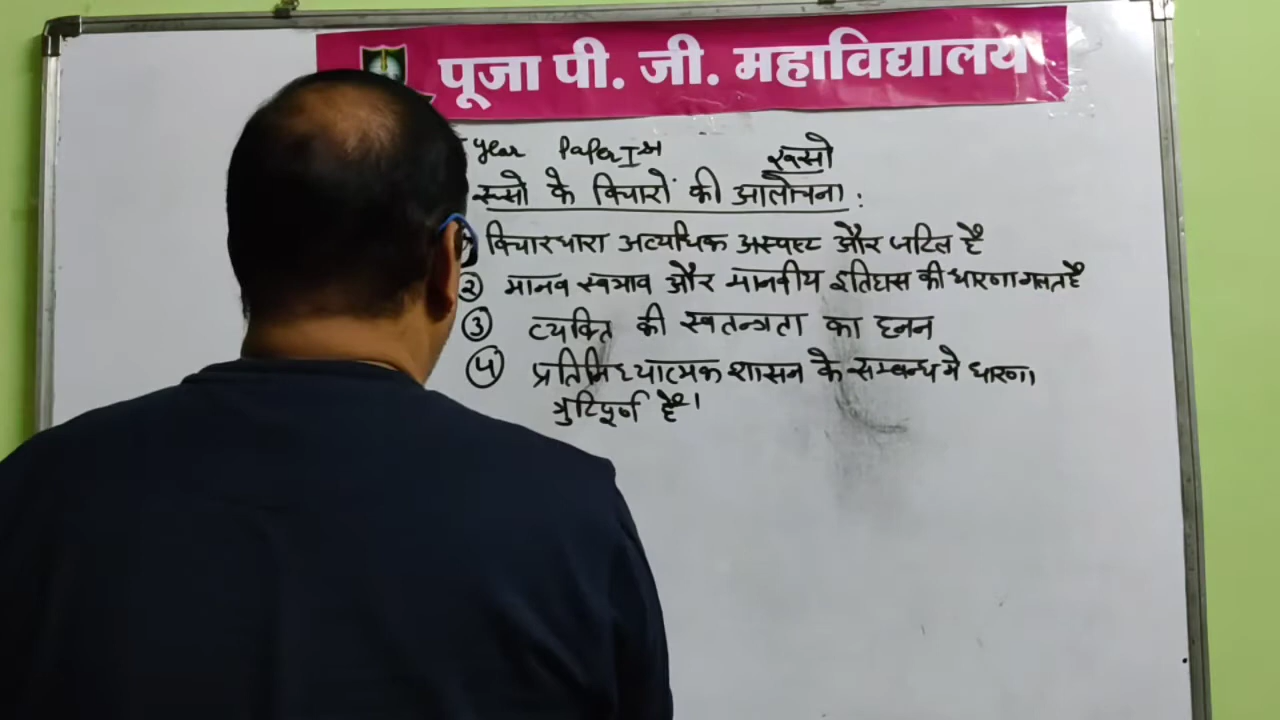 पूजा पी. जी. महाविद्यालय
year Paper I
रूसो
रूसो के विचारों की आलोचना :
विचारधारा अत्यधिक अस्पष्ट और जटिल है
२ मानव स्वभाव और मानवीय इतिहास की धारणा गलत है
3 व्यक्ति की स्वतन्त्रता का हनन
4 प्रतिनिध्यात्मक शासन के सम्बन्ध मे धारणा
त्रुटिपूर्ण है।